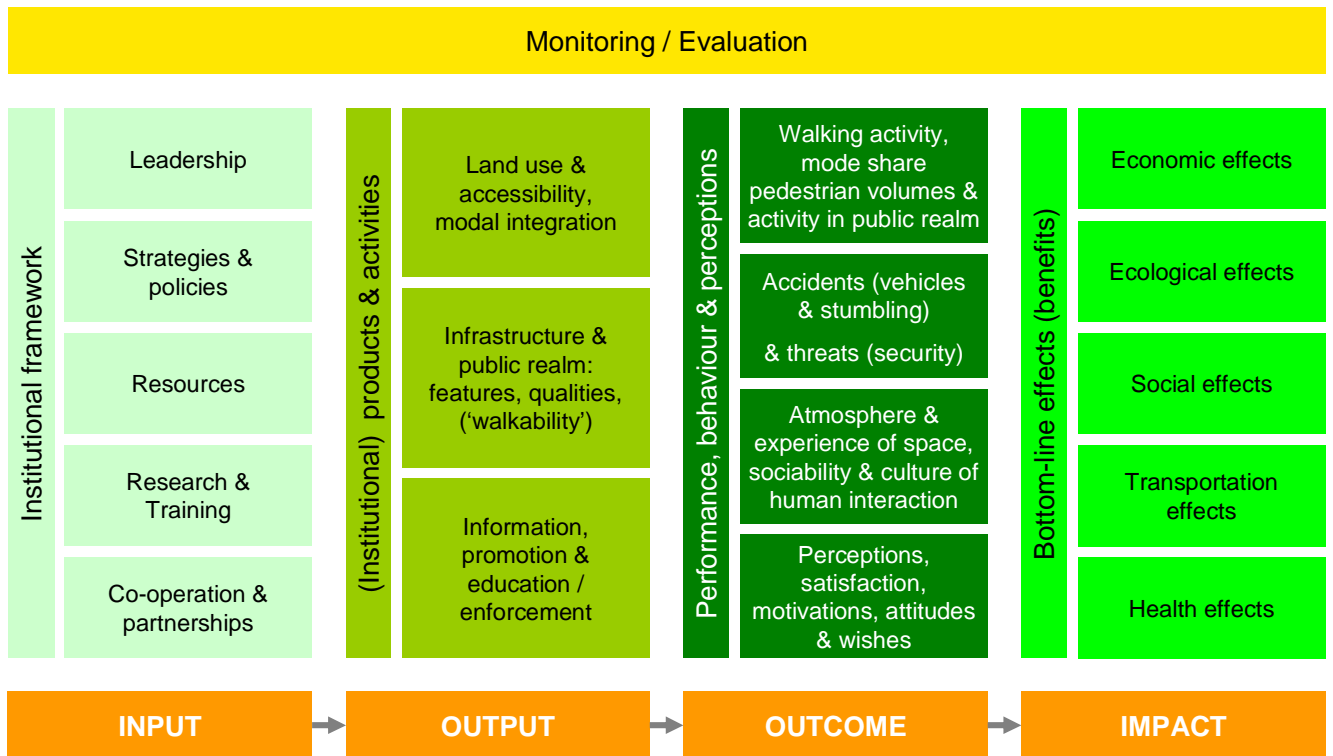 Monitoring / Evaluation
Institutional framework
Leadership
Strategies &
policies
Resources
Research &
Training
Co-operation &
partnerships
(Institutional) products & activities
Land use &
accessibility,
modal integration
Infrastructure &
public realm:
features, qualities,
(‘walkability’)
Information,
promotion &
education /
enforcement
Performance, behaviour & perceptions
Walking activity,
mode share
pedestrian volumes &
activity in public realm
Accidents (vehicles
& stumbling)
& threats (security)
Atmosphere &
experience of space,
sociability & culture of
human interaction
Perceptions,
satisfaction,
motivations, attitudes
& wishes
Bottom-line effects (benefits)
Economic effects
Ecological effects
Social effects
Transportation
effects
Health effects
INPUT
OUTPUT
OUTCOME
IMPACT